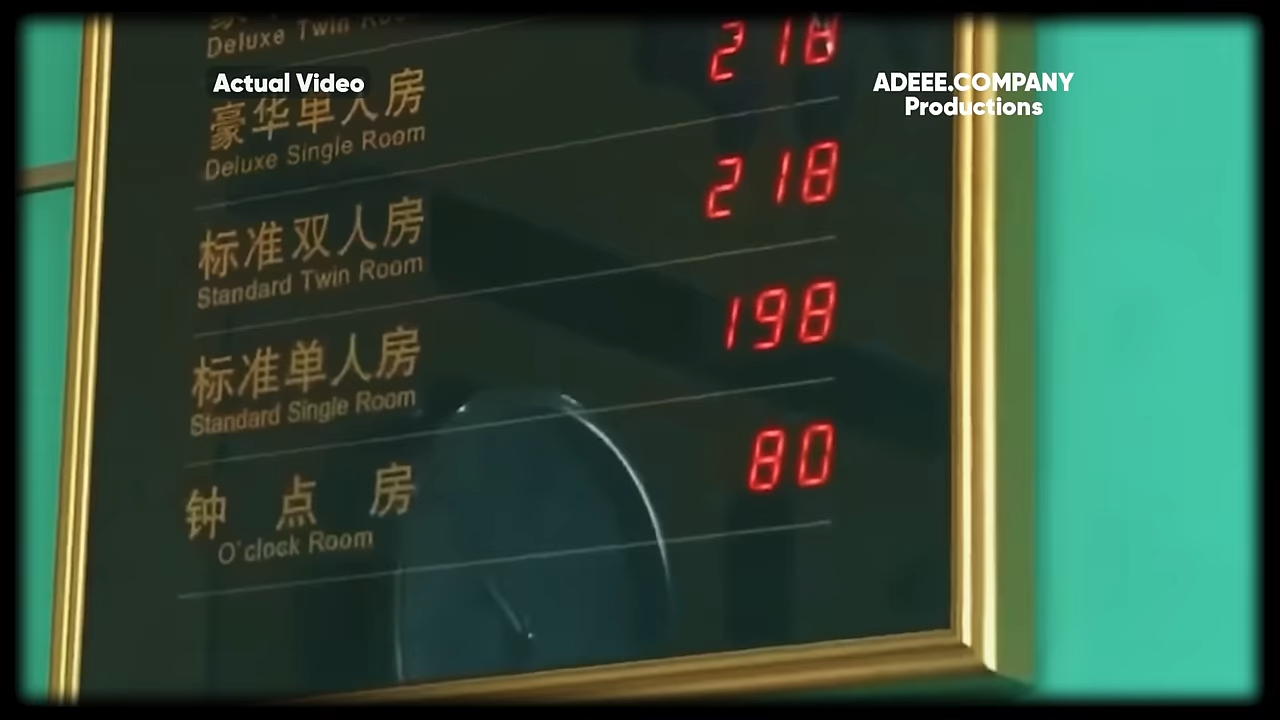 Deluxe Twin Room
Actual Video
ADEEE.COMPANY
Productions
豪华单人房
218
Deluxe Single Room
标准双人房
218
Standard Twin Room
标准单人房
198
Standard Single Room
钟点房
80
O'clock Room